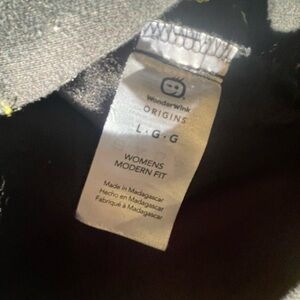 WonderWink
ORIGINS
L • G • G
WOMENS
MODERN FIT
Made in Madagascar
Hecho en Madagascar
Fabriqué à Madagascar